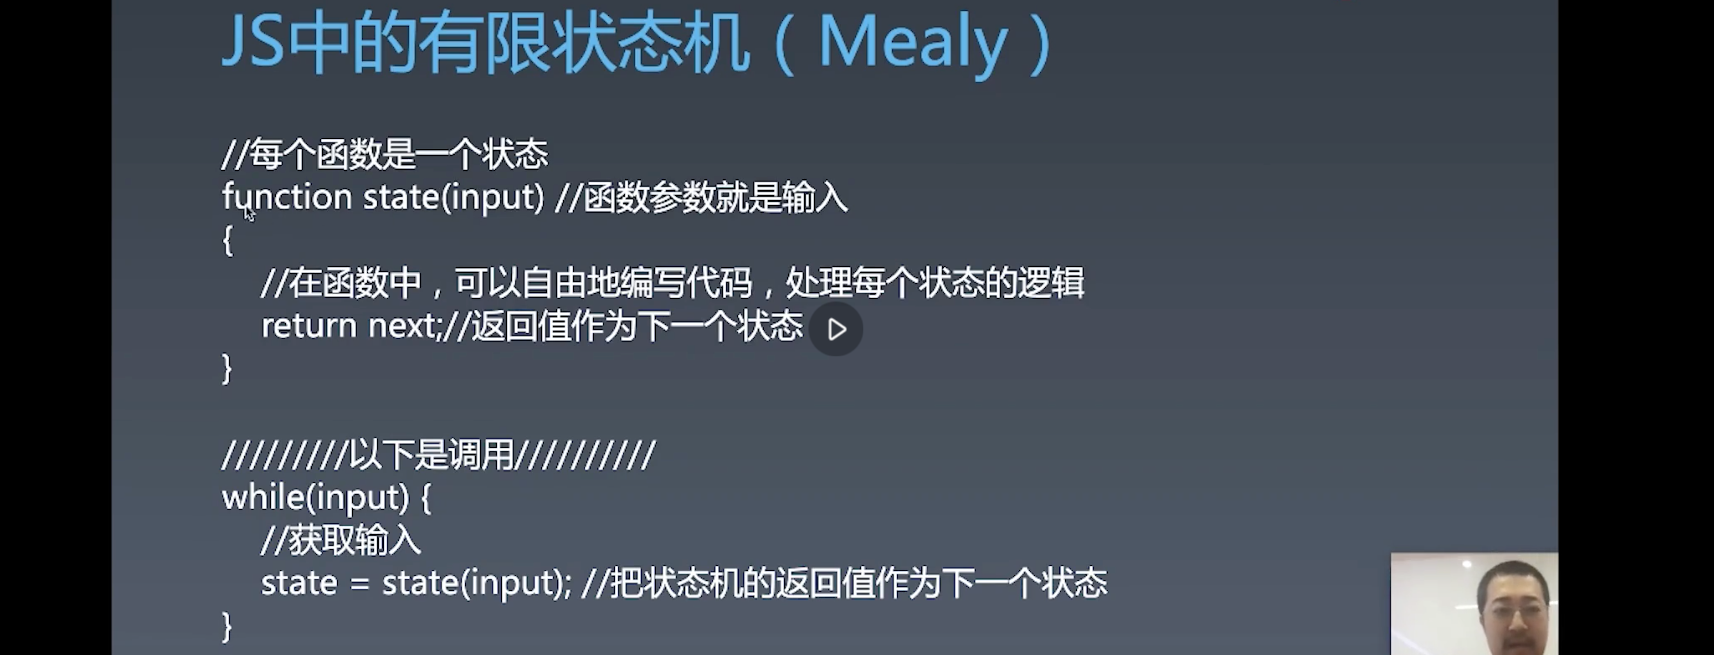 JS中的有限状态机（Mealy）
//每个函数是一个状态
function state(input) //函数参数就是输入
{
//在函数中，可以自由地编写代码，处理每个状态的逻辑
return next;//返回值作为下一个状态
}
/////////以下是调用//////////
while(input) {
//获取输入
state = state(input); //把状态机的返回值作为下一个状态
}